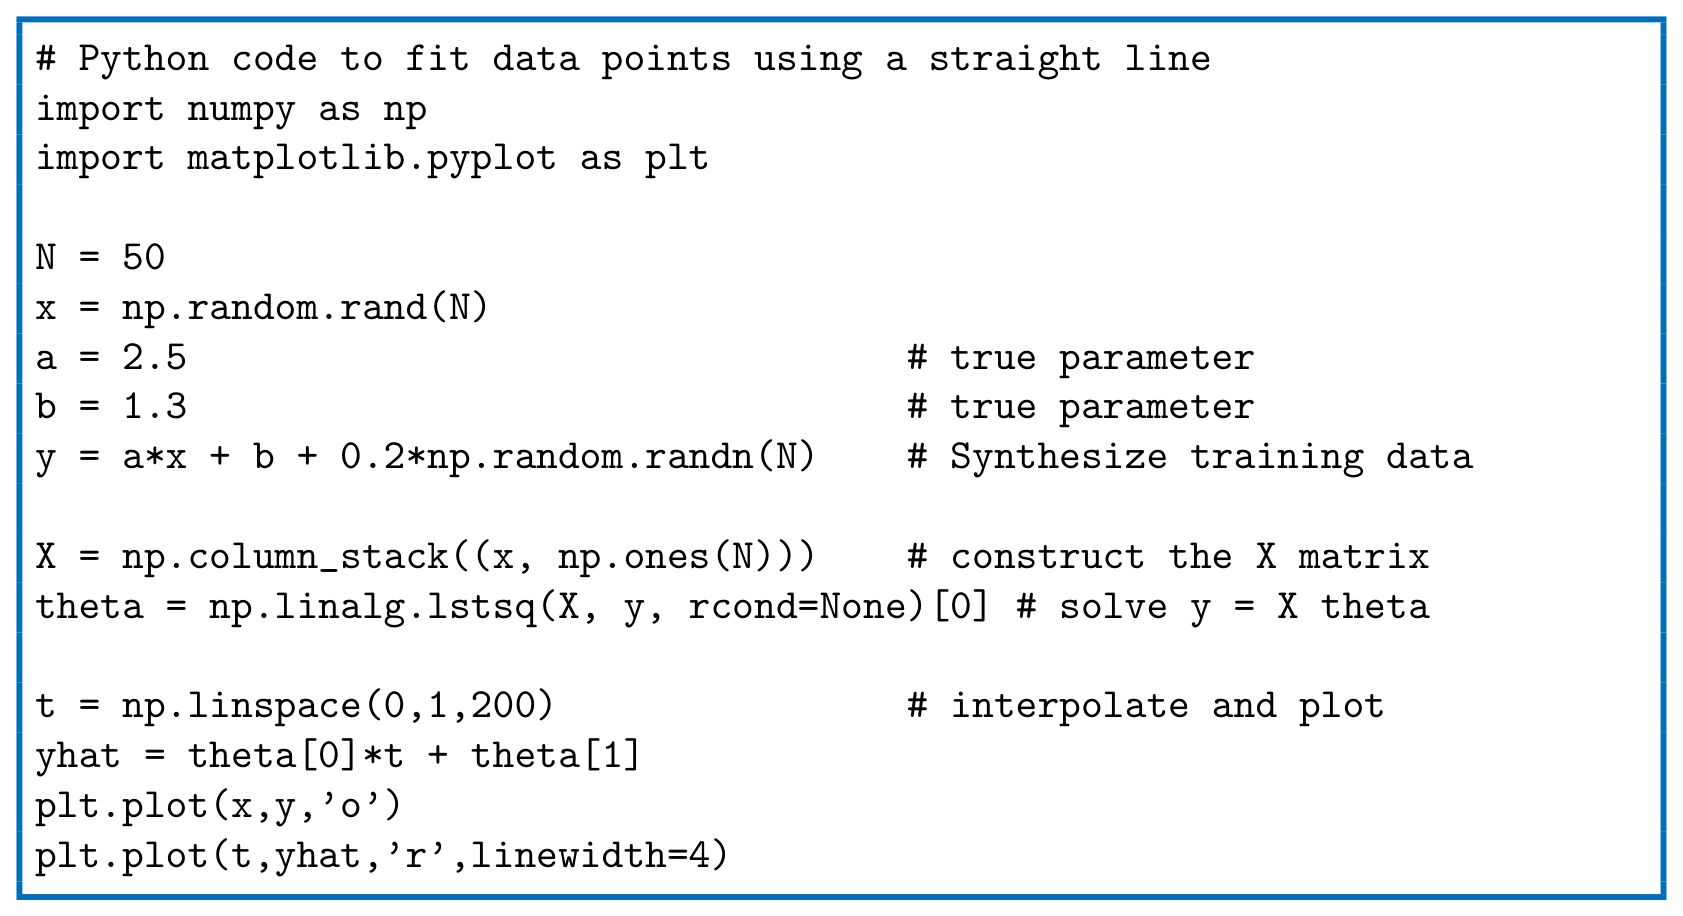 # Python code to fit data points using a straight line
import numpy as np
import matplotlib.pyplot as plt

N = 50
x = np.random.rand(N)
a = 2.5                                 # true parameter
b = 1.3                                 # true parameter
y = a*x + b + 0.2*np.random.randn(N)    # Synthesize training data

X = np.column_stack((x, np.ones(N)))    # construct the X matrix
theta = np.linalg.lstsq(X, y, rcond=None)[0] # solve y = X theta

t = np.linspace(0,1,200)                # interpolate and plot
yhat = theta[0]*t + theta[1]
plt.plot(x,y,’o’)
plt.plot(t,yhat,’r’,linewidth=4)